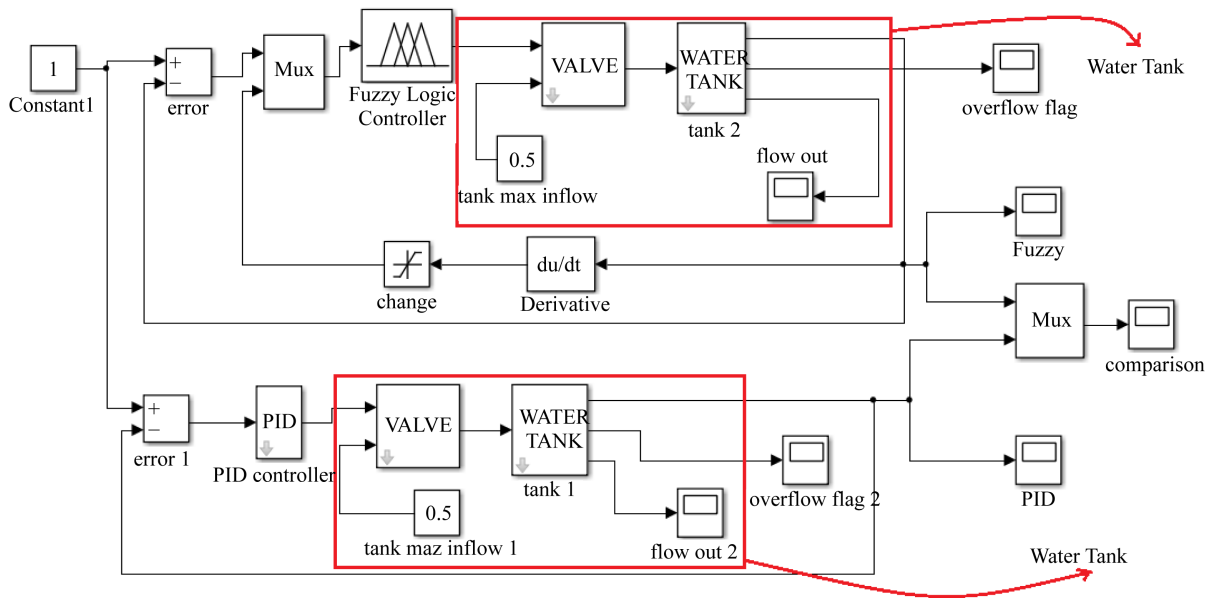 1
Constant1
+
−
error
Mux
Fuzzy Logic
Controller
VALVE
0.5
tank max inflow
WATER
TANK
tank 2
flow out
overflow flag
Water Tank
change
du/dt
Derivative
Fuzzy
Mux
comparison
+
−
error 1
PID
PID controller
VALVE
0.5
tank maz inflow 1
WATER
TANK
tank 1
flow out 2
overflow flag 2
PID
Water Tank